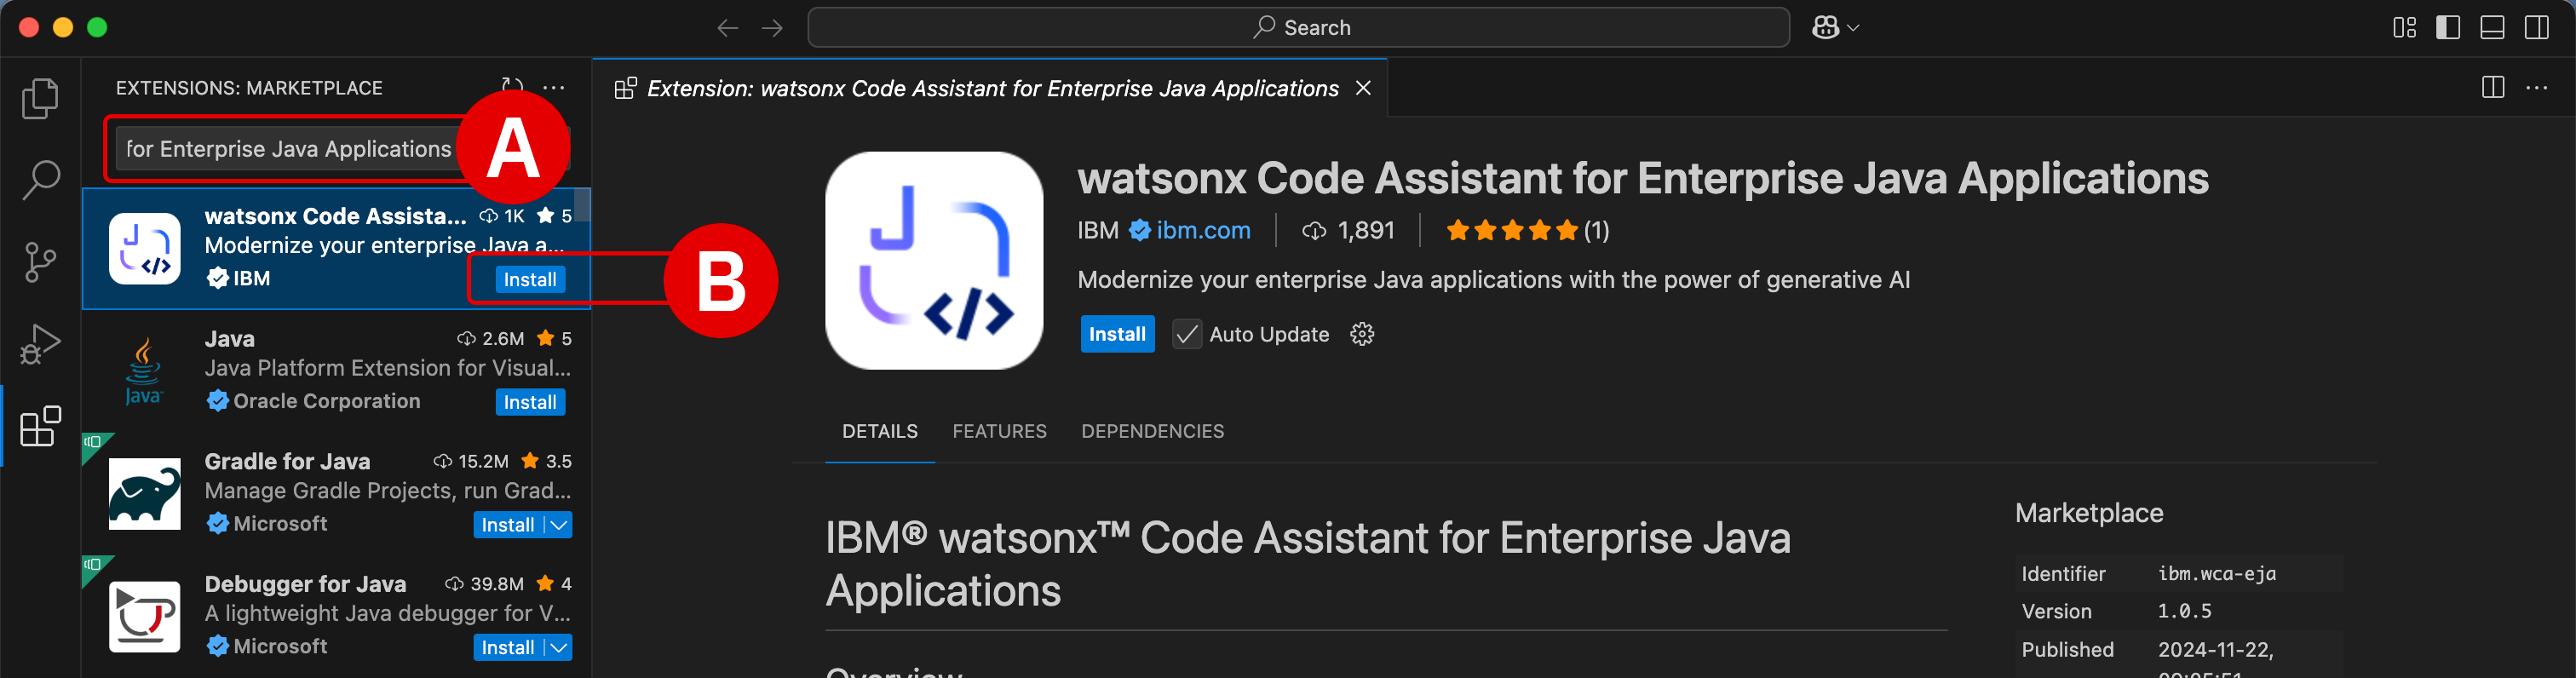 Search
EXTENSIONS: MARKETPLACE
for Enterprise Java Applications
A
watsonx Code Assista... 1K 5
Modernize your enterprise Java a...
IBM
Install
B
Java 2.6M 5
Java Platform Extension for Visual...
Oracle Corporation
Install
Java
Gradle for Java 15.2M 3.5
Manage Gradle Projects, run Grad...
Microsoft
Install
Debugger for Java 39.8M 4
A lightweight Java debugger for V...
Microsoft
Install
Extension: watsonx Code Assistant for Enterprise Java Applications
watsonx Code Assistant for Enterprise Java Applications
IBM ibm.com 1,891 (1)
Modernize your enterprise Java applications with the power of generative AI
Install Auto Update
DETAILS FEATURES DEPENDENCIES
IBM® watsonx™ Code Assistant for Enterprise Java
Applications
Overview
Marketplace
Identifier ibm.wca-eja
Version 1.0.5
Published 2024-11-22,